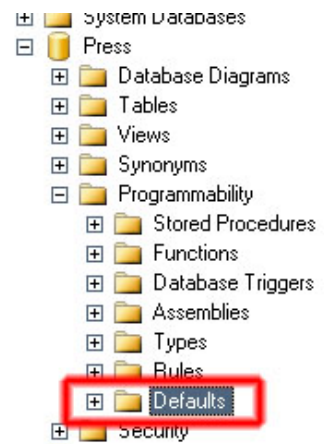 System Databases
Press
Database Diagrams
Tables
Views
Synonyms
Programmability
Stored Procedures
Functions
Database Triggers
Assemblies
Types
Rules
Defaults
Security